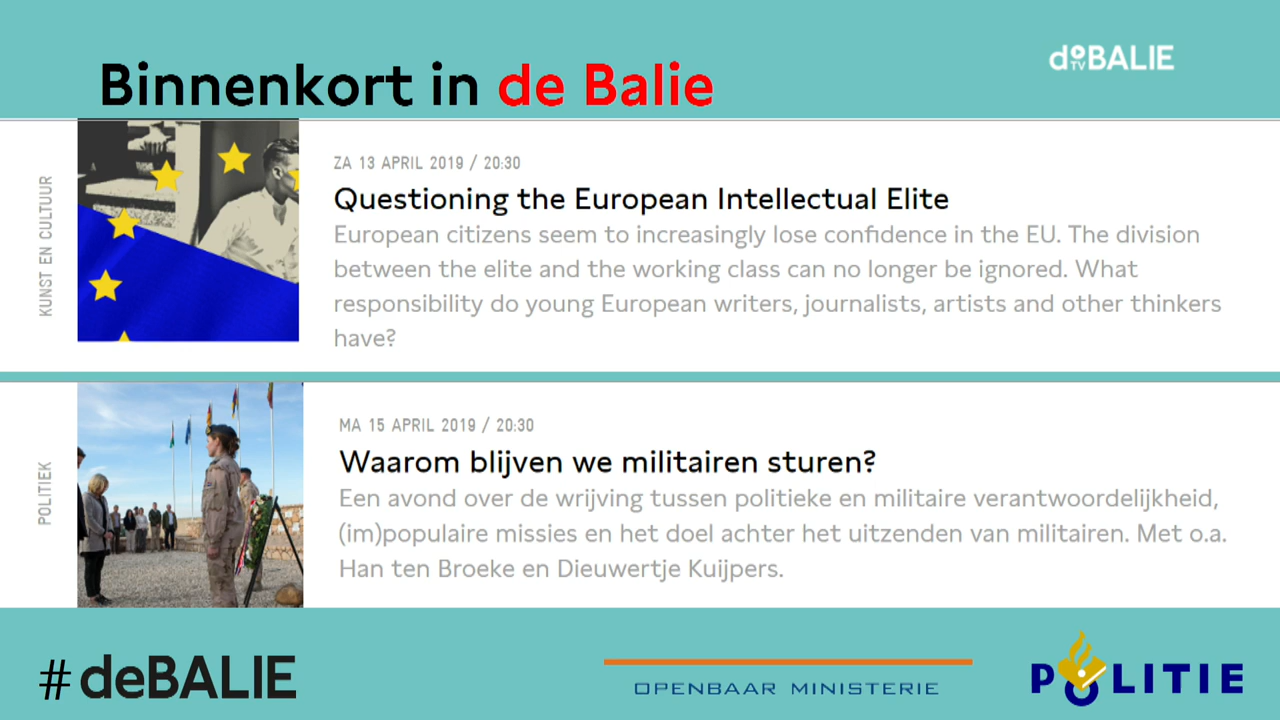 Binnenkort in de Balie
deBALIE
TV
KUNST EN CULTUUR
ZA 13 APRIL 2019 / 20:30
Questioning the European Intellectual Elite
European citizens seem to increasingly lose confidence in the EU. The division
between the elite and the working class can no longer be ignored. What
responsibility do young European writers, journalists, artists and other thinkers
have?
POLITIEK
MA 15 APRIL 2019 / 20:30
Waarom blijven we militairen sturen?
Een avond over de wrijving tussen politieke en militaire verantwoordelijkheid,
(im)populaire missies en het doel achter het uitzenden van militairen. Met o.a.
Han ten Broeke en Dieuwertje Kuijpers.
#deBALIE
OPENBAAR MINISTERIE
POLITIE